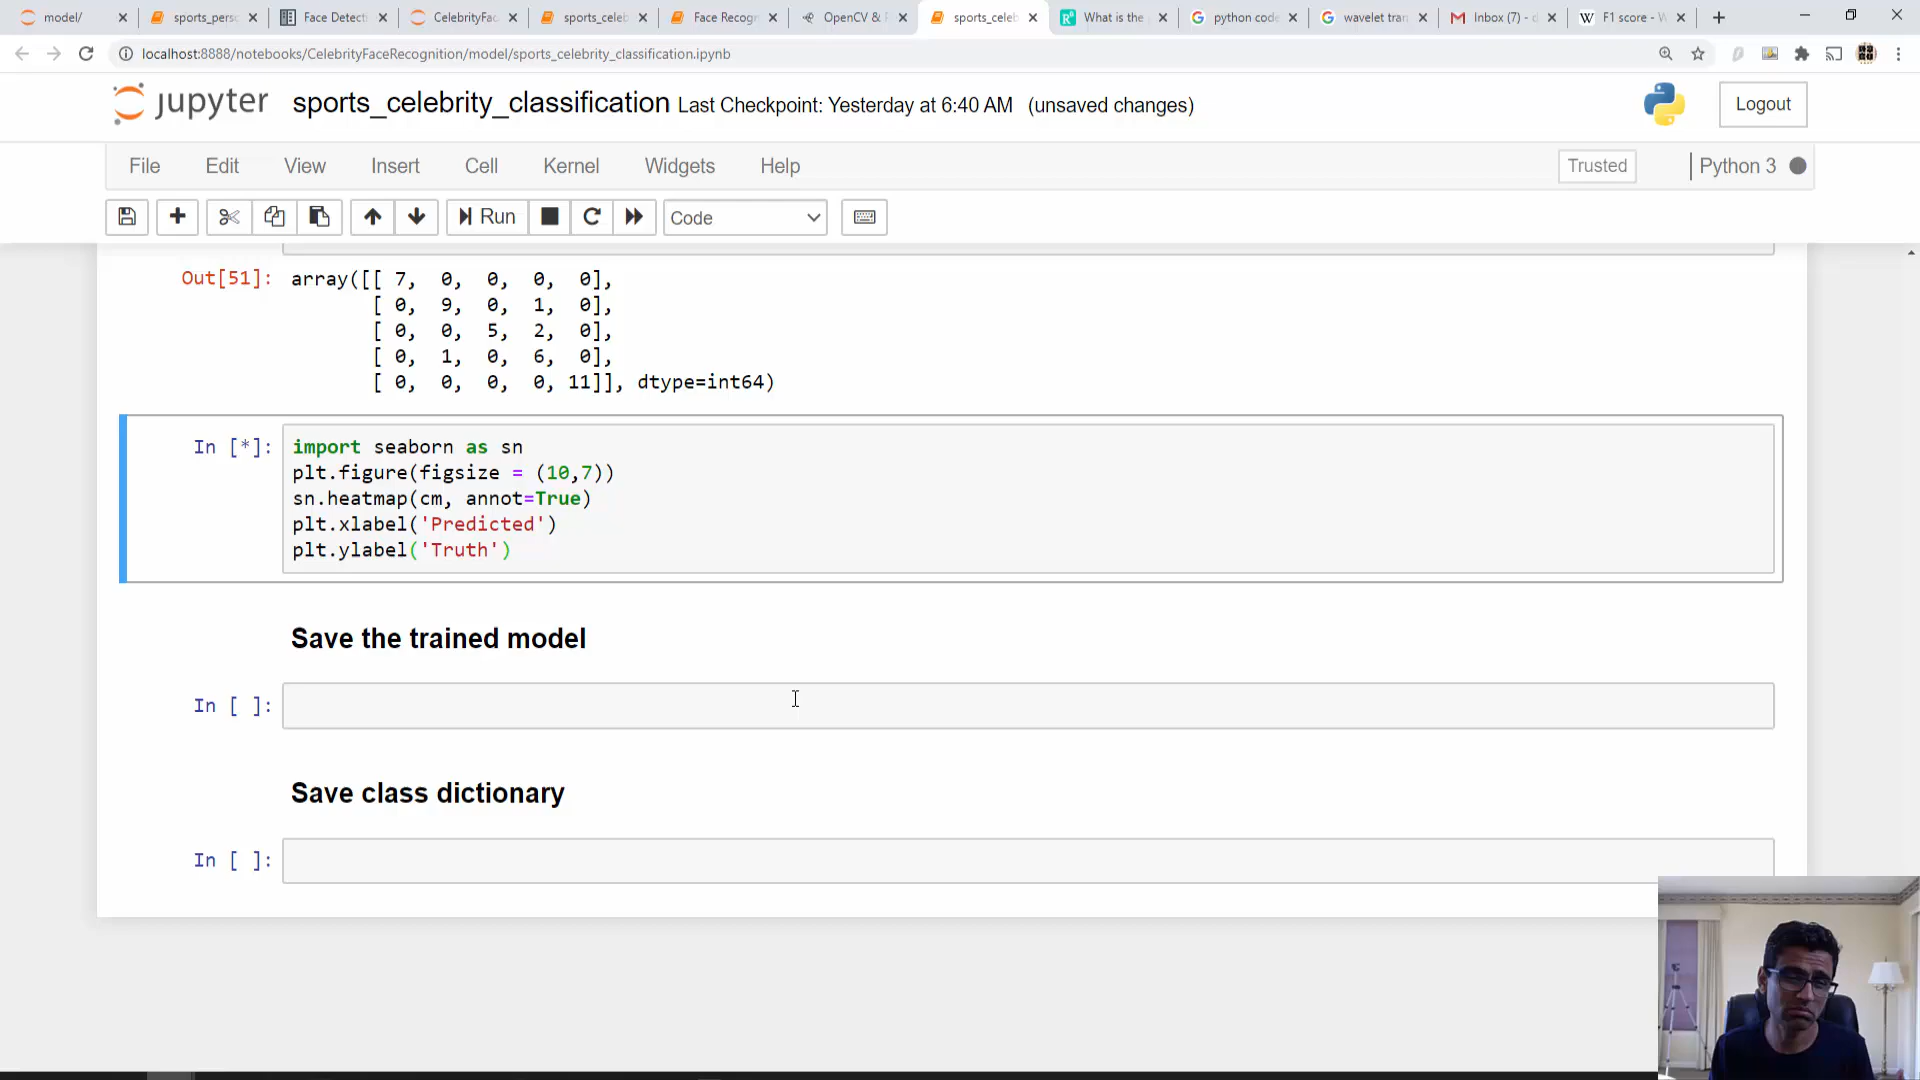 model/
sports_pers
Face Detecti
CelebrityFac
sports_celeb
Face Recogn
OpenCV &
sports_celeb
What is the
python code
wavelet tran
Inbox (7) - d
F1 score - W
localhost:8888/notebooks/CelebrityFaceRecognition/model/sports_celebrity_classification.ipynb
jupyter sports_celebrity_classification Last Checkpoint: Yesterday at 6:40 AM (unsaved changes)
Logout
File Edit View Insert Cell Kernel Widgets Help
Trusted
Python 3
Run
Code
Out[51]: array([[ 7, 0, 0, 0, 0],
[ 0, 9, 0, 1, 0],
[ 0, 0, 5, 2, 0],
[ 0, 1, 0, 6, 0],
[ 0, 0, 0, 0, 11]], dtype=int64)
In [*]: import seaborn as sn
plt.figure(figsize = (10,7))
sn.heatmap(cm, annot=True)
plt.xlabel('Predicted')
plt.ylabel('Truth')
Save the trained model
In [ ]:
Save class dictionary
In [ ]: